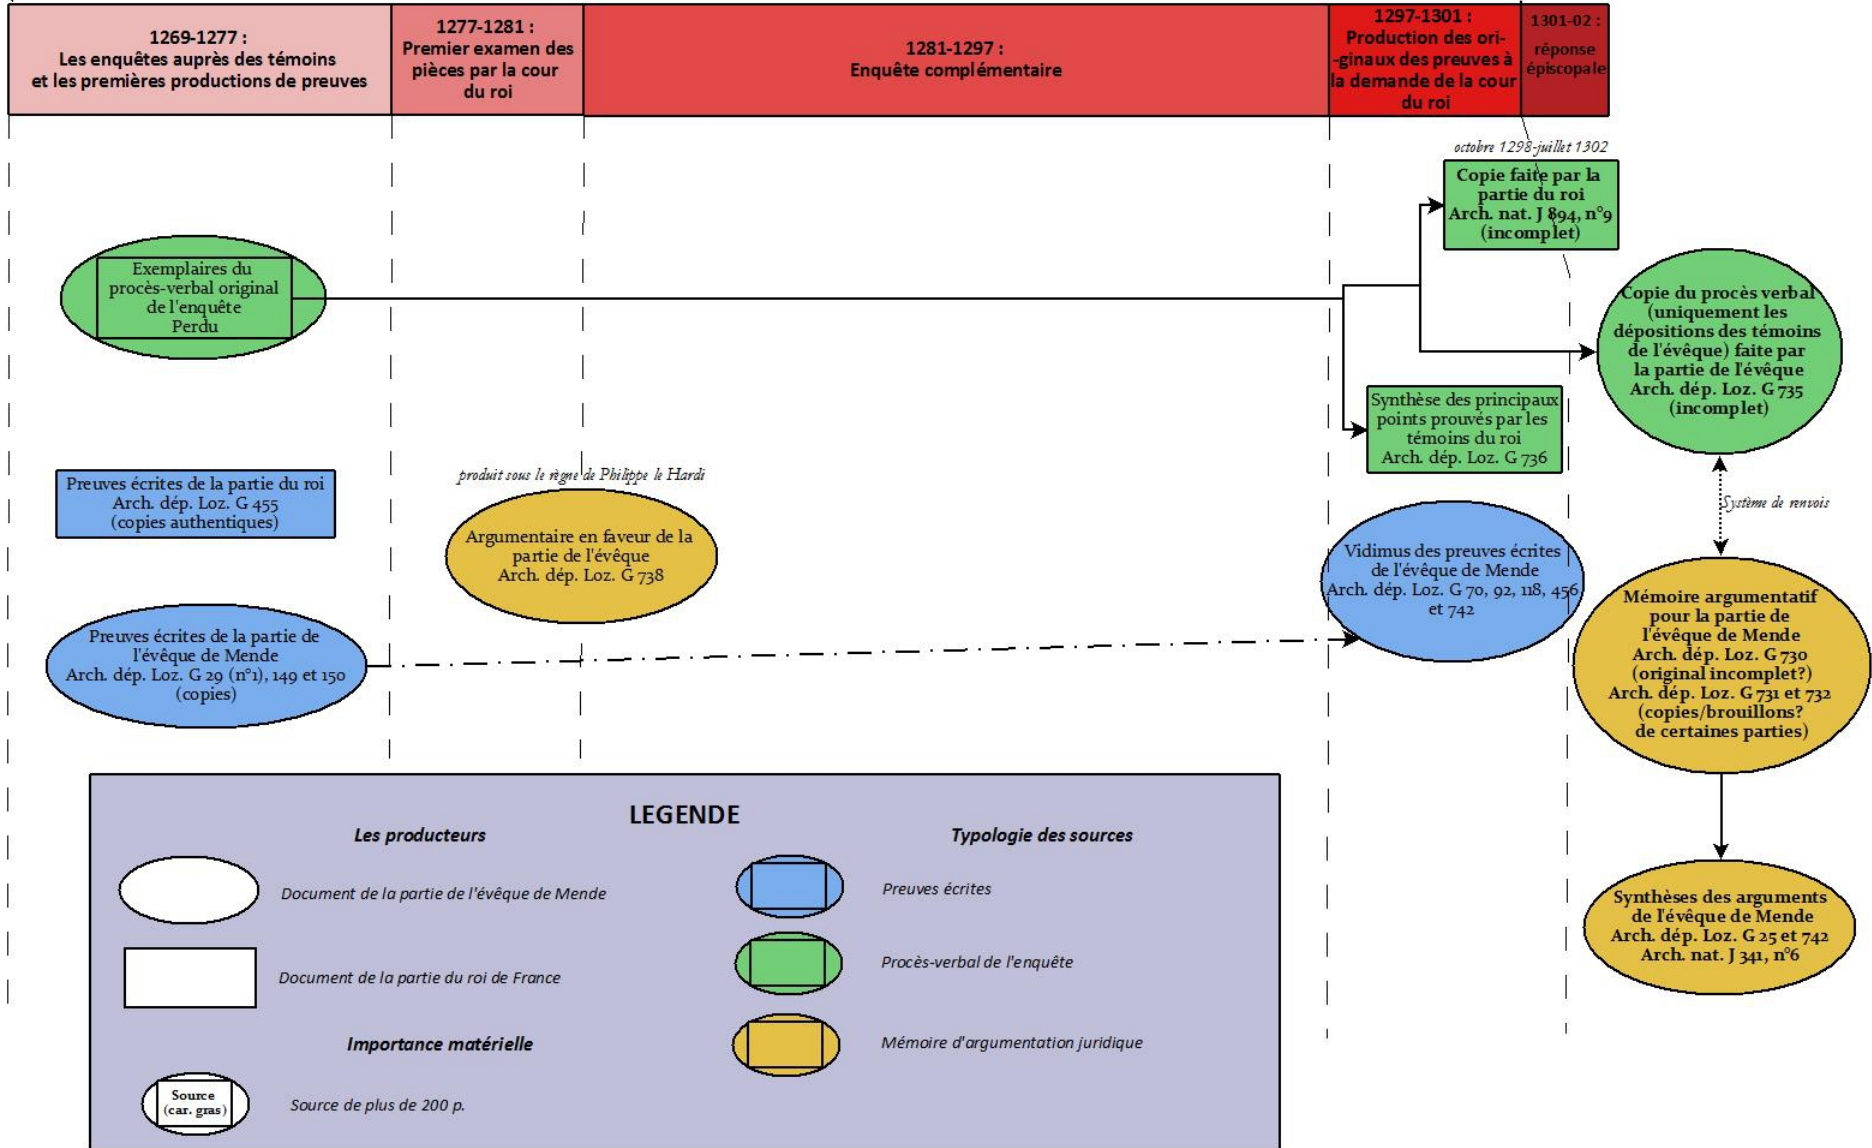 1269-1277 :
Les enquêtes auprès des témoins
et les premières productions de preuves
1277-1281 :
Premier examen des
pièces par la cour
du roi
1281-1297 :
Enquête complémentaire
1297-1301 :
Production des ori-
-ginaux des preuves à
la demande de la cour
du roi
1301-02 :
réponse
épiscopale
octobre 1298-juillet 1302
Copie faite par la
partie du roi
Arch. nat. J 894, n°9
(incomplet)
Exemplaires du
procès-verbal original
de l'enquête
Perdu
Copie du procès verbal
(uniquement les
dépositions des témoins
de l'évêque) faite par
la partie de l'évêque
Arch. dép. Loz. G 735
(incomplet)
Synthèse des principaux
points prouvés par les
témoins du roi
Arch. dép. Loz. G 736
Preuves écrites de la partie du roi
Arch. dép. Loz. G 455
(copies authentiques)
produit sous le règne de Philippe le Hardi
Argumentaire en faveur de la
partie de l'évêque
Arch. dép. Loz. G 738
Système de renvois
Vidimus des preuves écrites
de l'évêque de Mende
Arch. dép. Loz. G 70, 92, 118, 456
et 742
Preuves écrites de la partie de
l'évêque de Mende
Arch. dép. Loz. G 29 (n°1), 149 et 150
(copies)
Mémoire argumentatif
pour la partie de
l'évêque de Mende
Arch. dép. Loz. G 730
(original incomplet?)
Arch. dép. Loz. G 731 et 732
(copies/brouillons?
de certaines parties)
Synthèses des arguments
de l'évêque de Mende
Arch. dép. Loz. G 25 et 742
Arch. nat. J 341, n°6
LEGENDE
Les producteurs
Document de la partie de l'évêque de Mende
Document de la partie du roi de France
Importance matérielle
Source
(car. gras)
Source de plus de 200 p.
Typologie des sources
Preuves écrites
Procès-verbal de l'enquête
Mémoire d'argumentation juridique